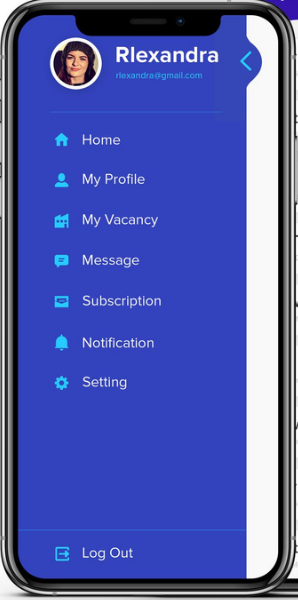 Rlexandra
rlexandra@gmail.com
Home
My Profile
My Vacancy
Message
Subscription
Notification
Setting
Log Out